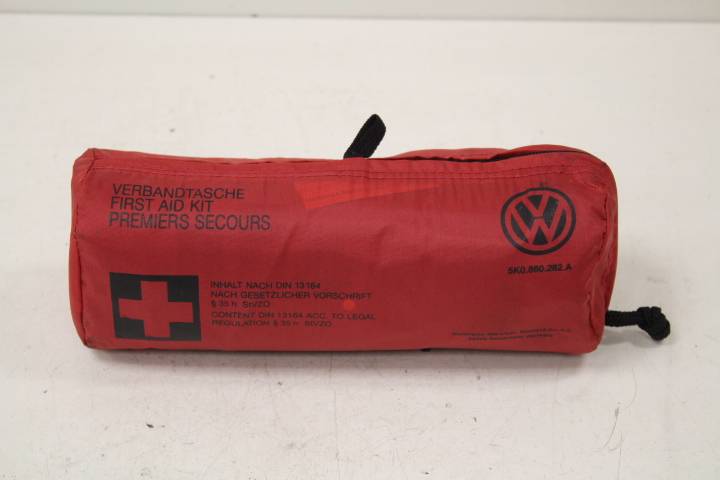 VERBANDTASCHE
FIRST AID KIT
PREMIERS SECOURS
VW
5K0.860.282.A
INHALT NACH DIN 13164
NACH GESETZLICHER VORSCHRIFT
§ 35 h StVZO
CONTENT DIN 13164 ACC. TO LEGAL
REGULATION § 35 h StVZO